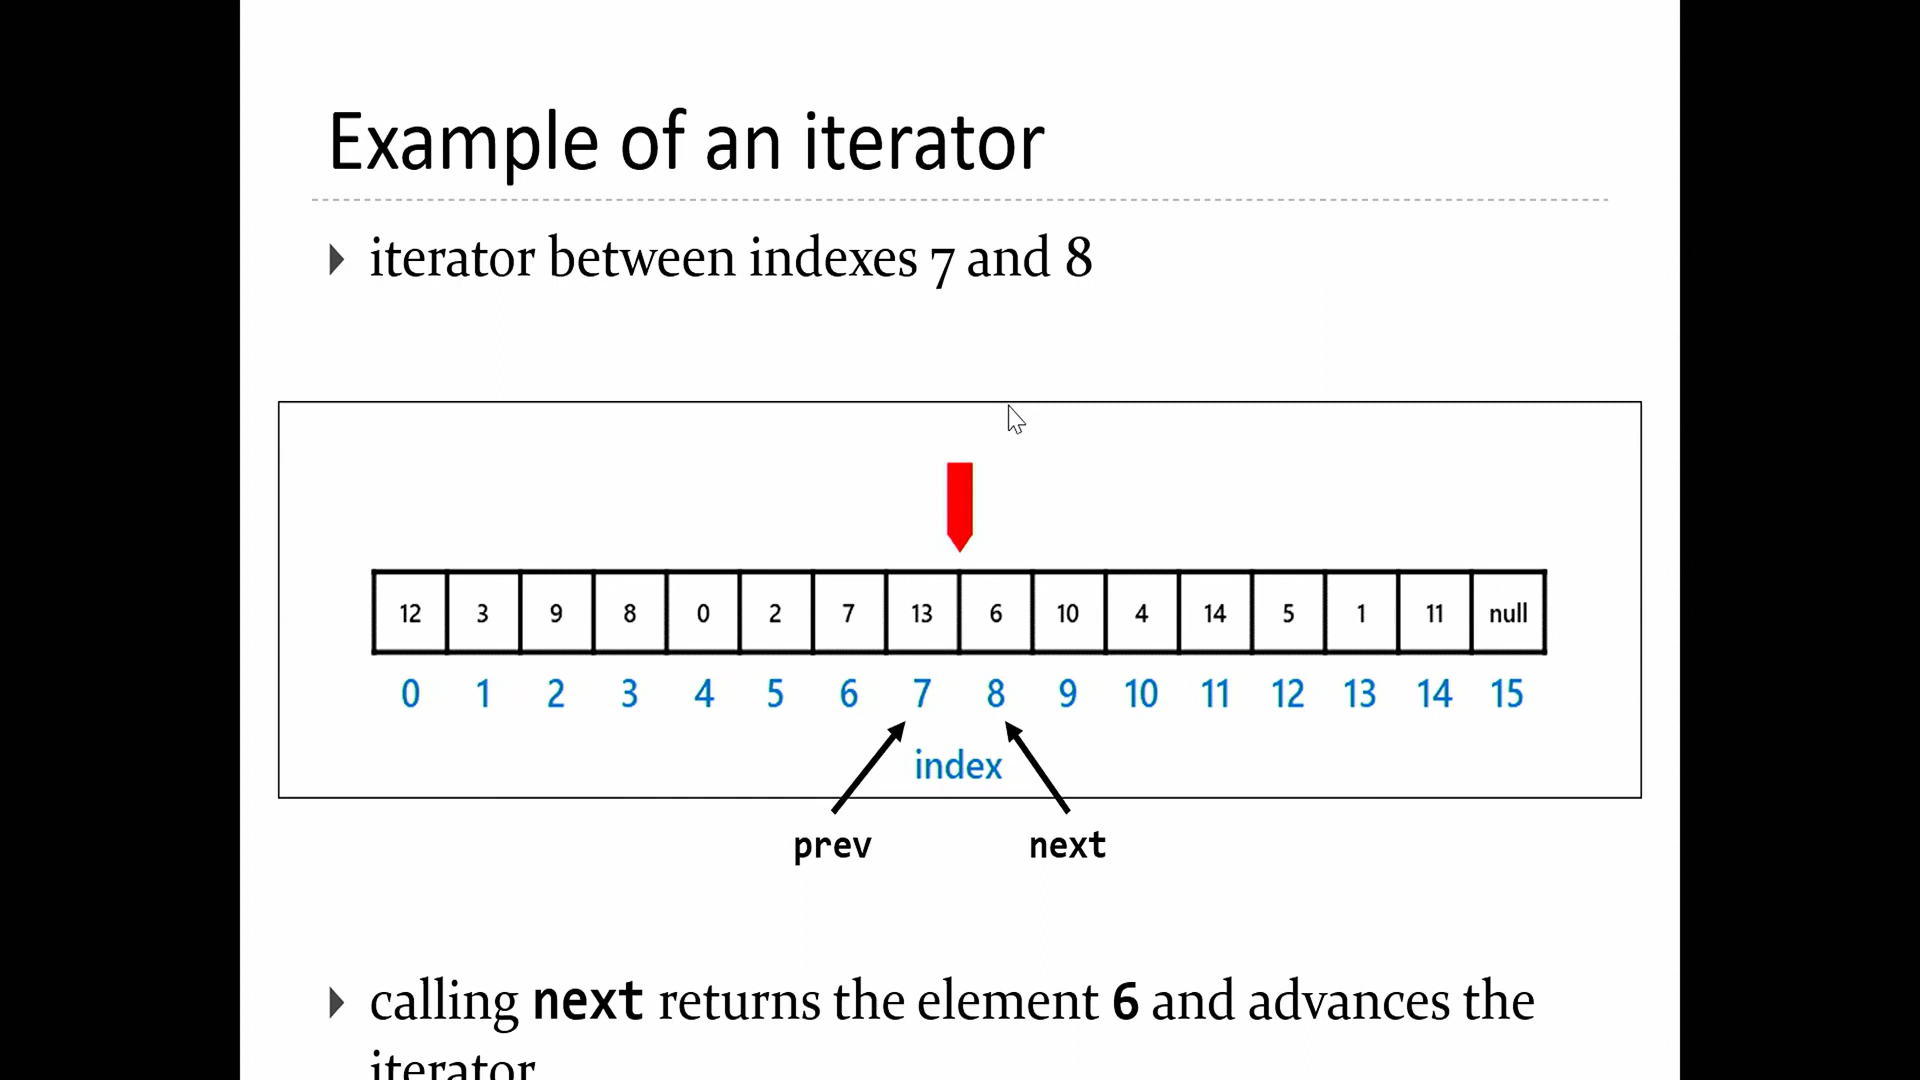 Example of an iterator
iterator between indexes 7 and 8
12 3 9 8 0 2 7 13 6 10 4 14 5 1 11 null
0 1 2 3 4 5 6 7 8 9 10 11 12 13 14 15
index
prev next
calling next returns the element 6 and advances the
iterator